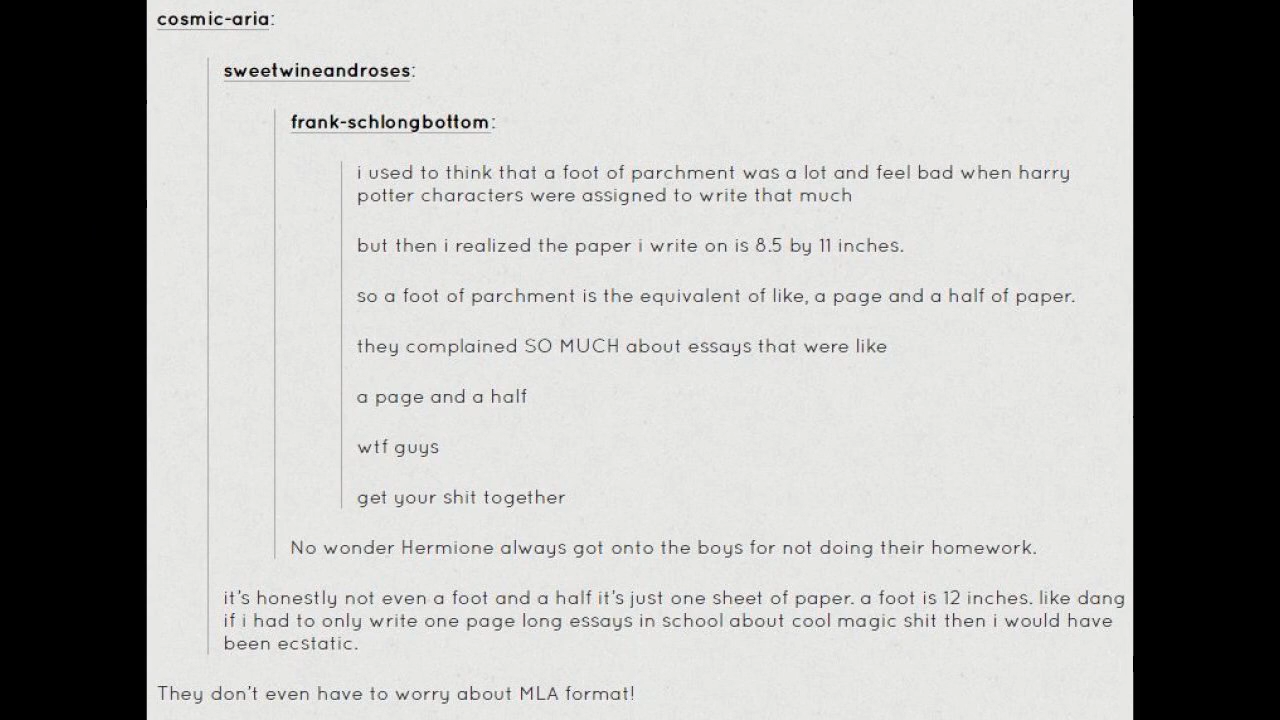 cosmic-aria:
sweetwineandroses:
frank-schlongbottom:
i used to think that a foot of parchment was a lot and feel bad when harry
potter characters were assigned to write that much
but then i realized the paper i write on is 8.5 by 11 inches.
so a foot of parchment is the equivalent of like, a page and a half of paper.
they complained SO MUCH about essays that were like
a page and a half
wtf guys
get your shit together
No wonder Hermione always got onto the boys for not doing their homework.
it's honestly not even a foot and a half it's just one sheet of paper. a foot is 12 inches. like dang
if i had to only write one page long essays in school about cool magic shit then i would have
been ecstatic.
They don't even have to worry about MLA format!